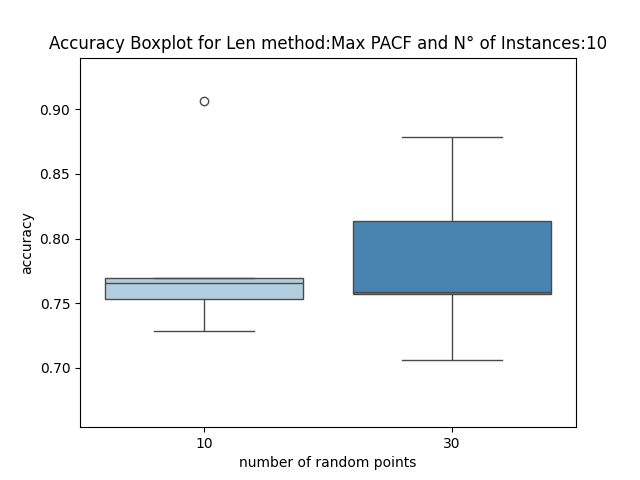 Accuracy Boxplot for Len method:Max PACF and N° of Instances:10
0.90
0.85
0.80
0.75
0.70
accuracy
10
30
number of random points